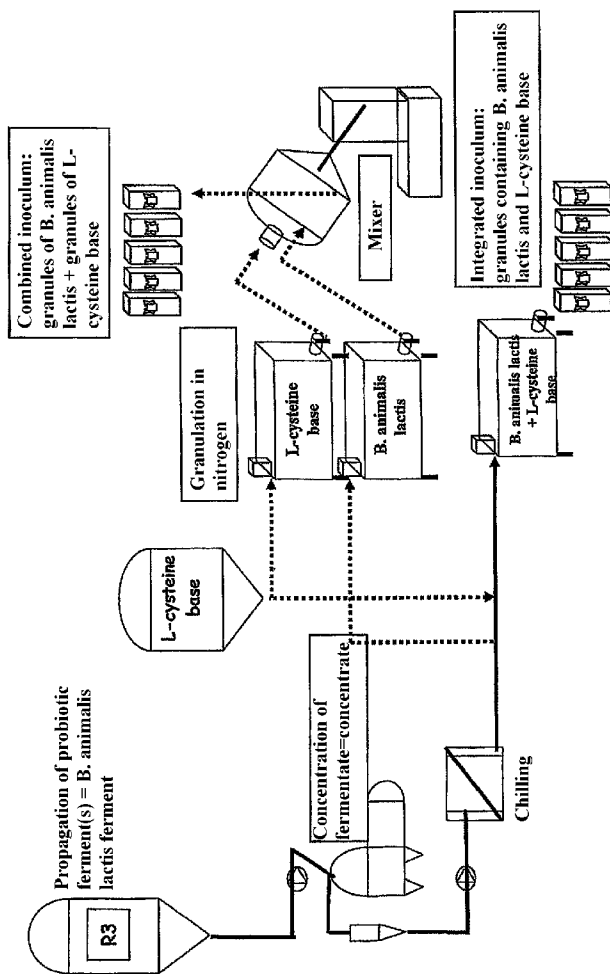 Propagation of probiotic
ferment(s) = B. animalis
lactis ferment
R3
Concentration of
fermentate=concentrate
Chilling
L-cysteine
base
Granulation in
nitrogen
L-cysteine
base
B. animalis
lactis
B. animalis lactis
+ L-cysteine
base
Mixer
Combined inoculum:
granules of B. animalis
lactis + granules of L-
cysteine base
Integrated inoculum:
granules containing B. animalis
lactis and L-cysteine base